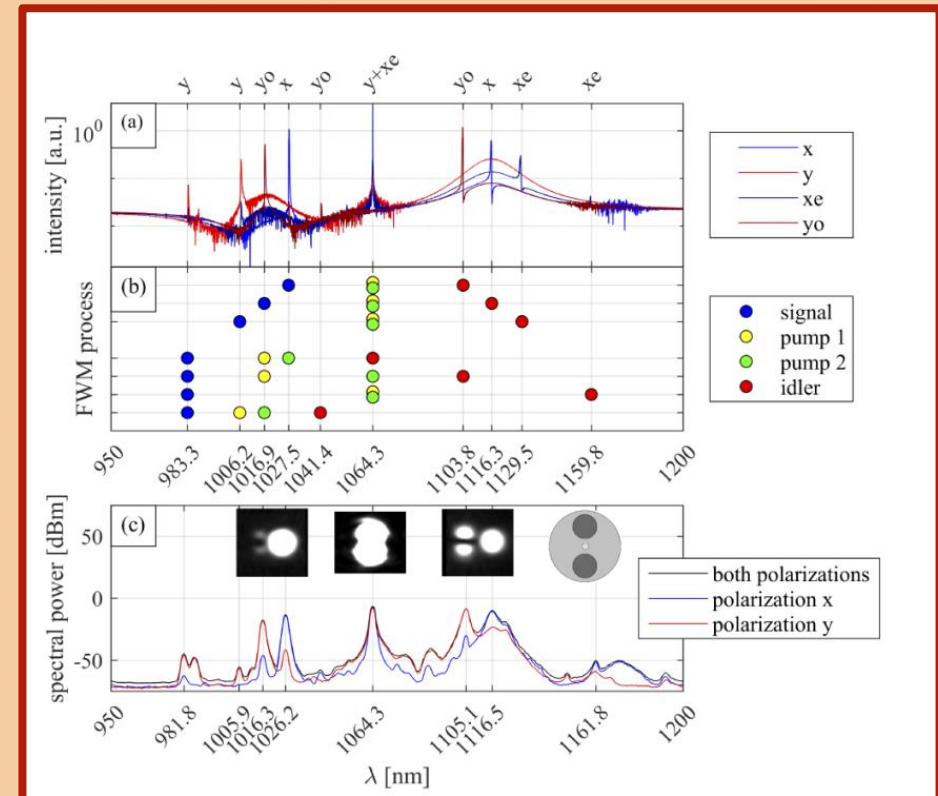 y y yo x yo y+xe yo x xe xe
(a)
10⁰
intensity [a.u.]
x
y
xe
yo
(b)
FWM process
signal
pump 1
pump 2
idler
950 983.3 1006.2 1016.9 1027.5 1041.4 1064.3 1103.8 1116.3 1129.5 1159.8 1200
(c)
50
0
-50
spectral power [dBm]
both polarizations
polarization x
polarization y
950 981.8 1005.9 1016.3 1026.2 1064.3 1105.1 1116.5 1161.8 1200
λ [nm]